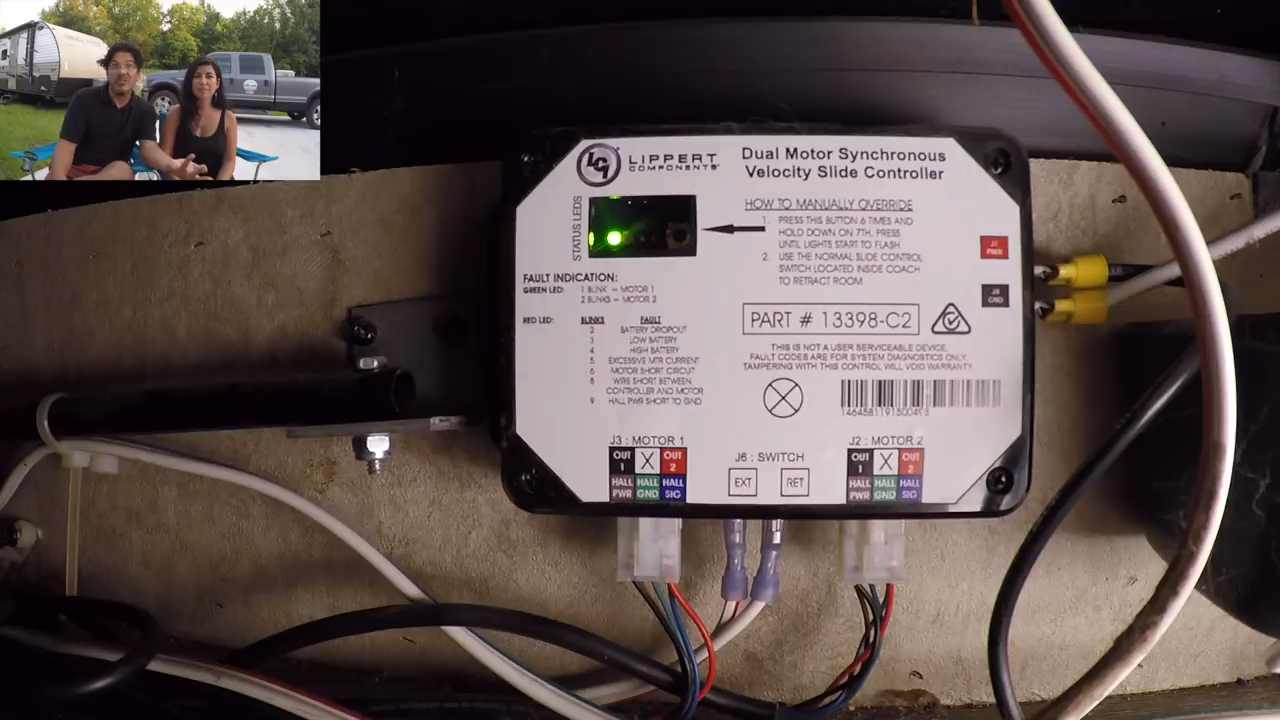 LCI LIPPERT
COMPONENTS
Dual Motor Synchronous
Velocity Slide Controller
STATUS LEDS
HOW TO MANUALLY OVERRIDE
1. PRESS THIS BUTTON 6 TIMES AND
HOLD DOWN ON 7TH, PRESS
UNTIL LIGHTS START TO FLASH
2. USE THE NORMAL SLIDE CONTROL
SWITCH LOCATED INSIDE COACH
TO RETRACT ROOM.
J1
PWR
J9
GND
FAULT INDICATION:
GREEN LED: 1 BLINK = MOTOR 1
2 BLINKS = MOTOR 2
RED LED: BLINKS FAULT
2 BATTERY DROPOUT
3 LOW BATTERY
4 HIGH BATTERY
5 EXCESSIVE MTR CURRENT
6 MOTOR SHORT CIRCUIT
8 WIRE SHORT BETWEEN
CONTROLLER AND MOTOR
9 HALL PWR SHORT TO GND
PART # 13398-C2
THIS IS NOT A USER SERVICEABLE DEVICE.
FAULT CODES ARE FOR SYSTEM DIAGNOSTICS ONLY.
TAMPERING WITH THIS CONTROL WILL VOID WARRANTY.
J3 : MOTOR 1
OUT 1 X OUT 2
HALL PWR HALL GND HALL SIG
J6 : SWITCH
EXT RET
J2 : MOTOR 2
OUT 1 X OUT 2
HALL PWR HALL GND HALL SIG